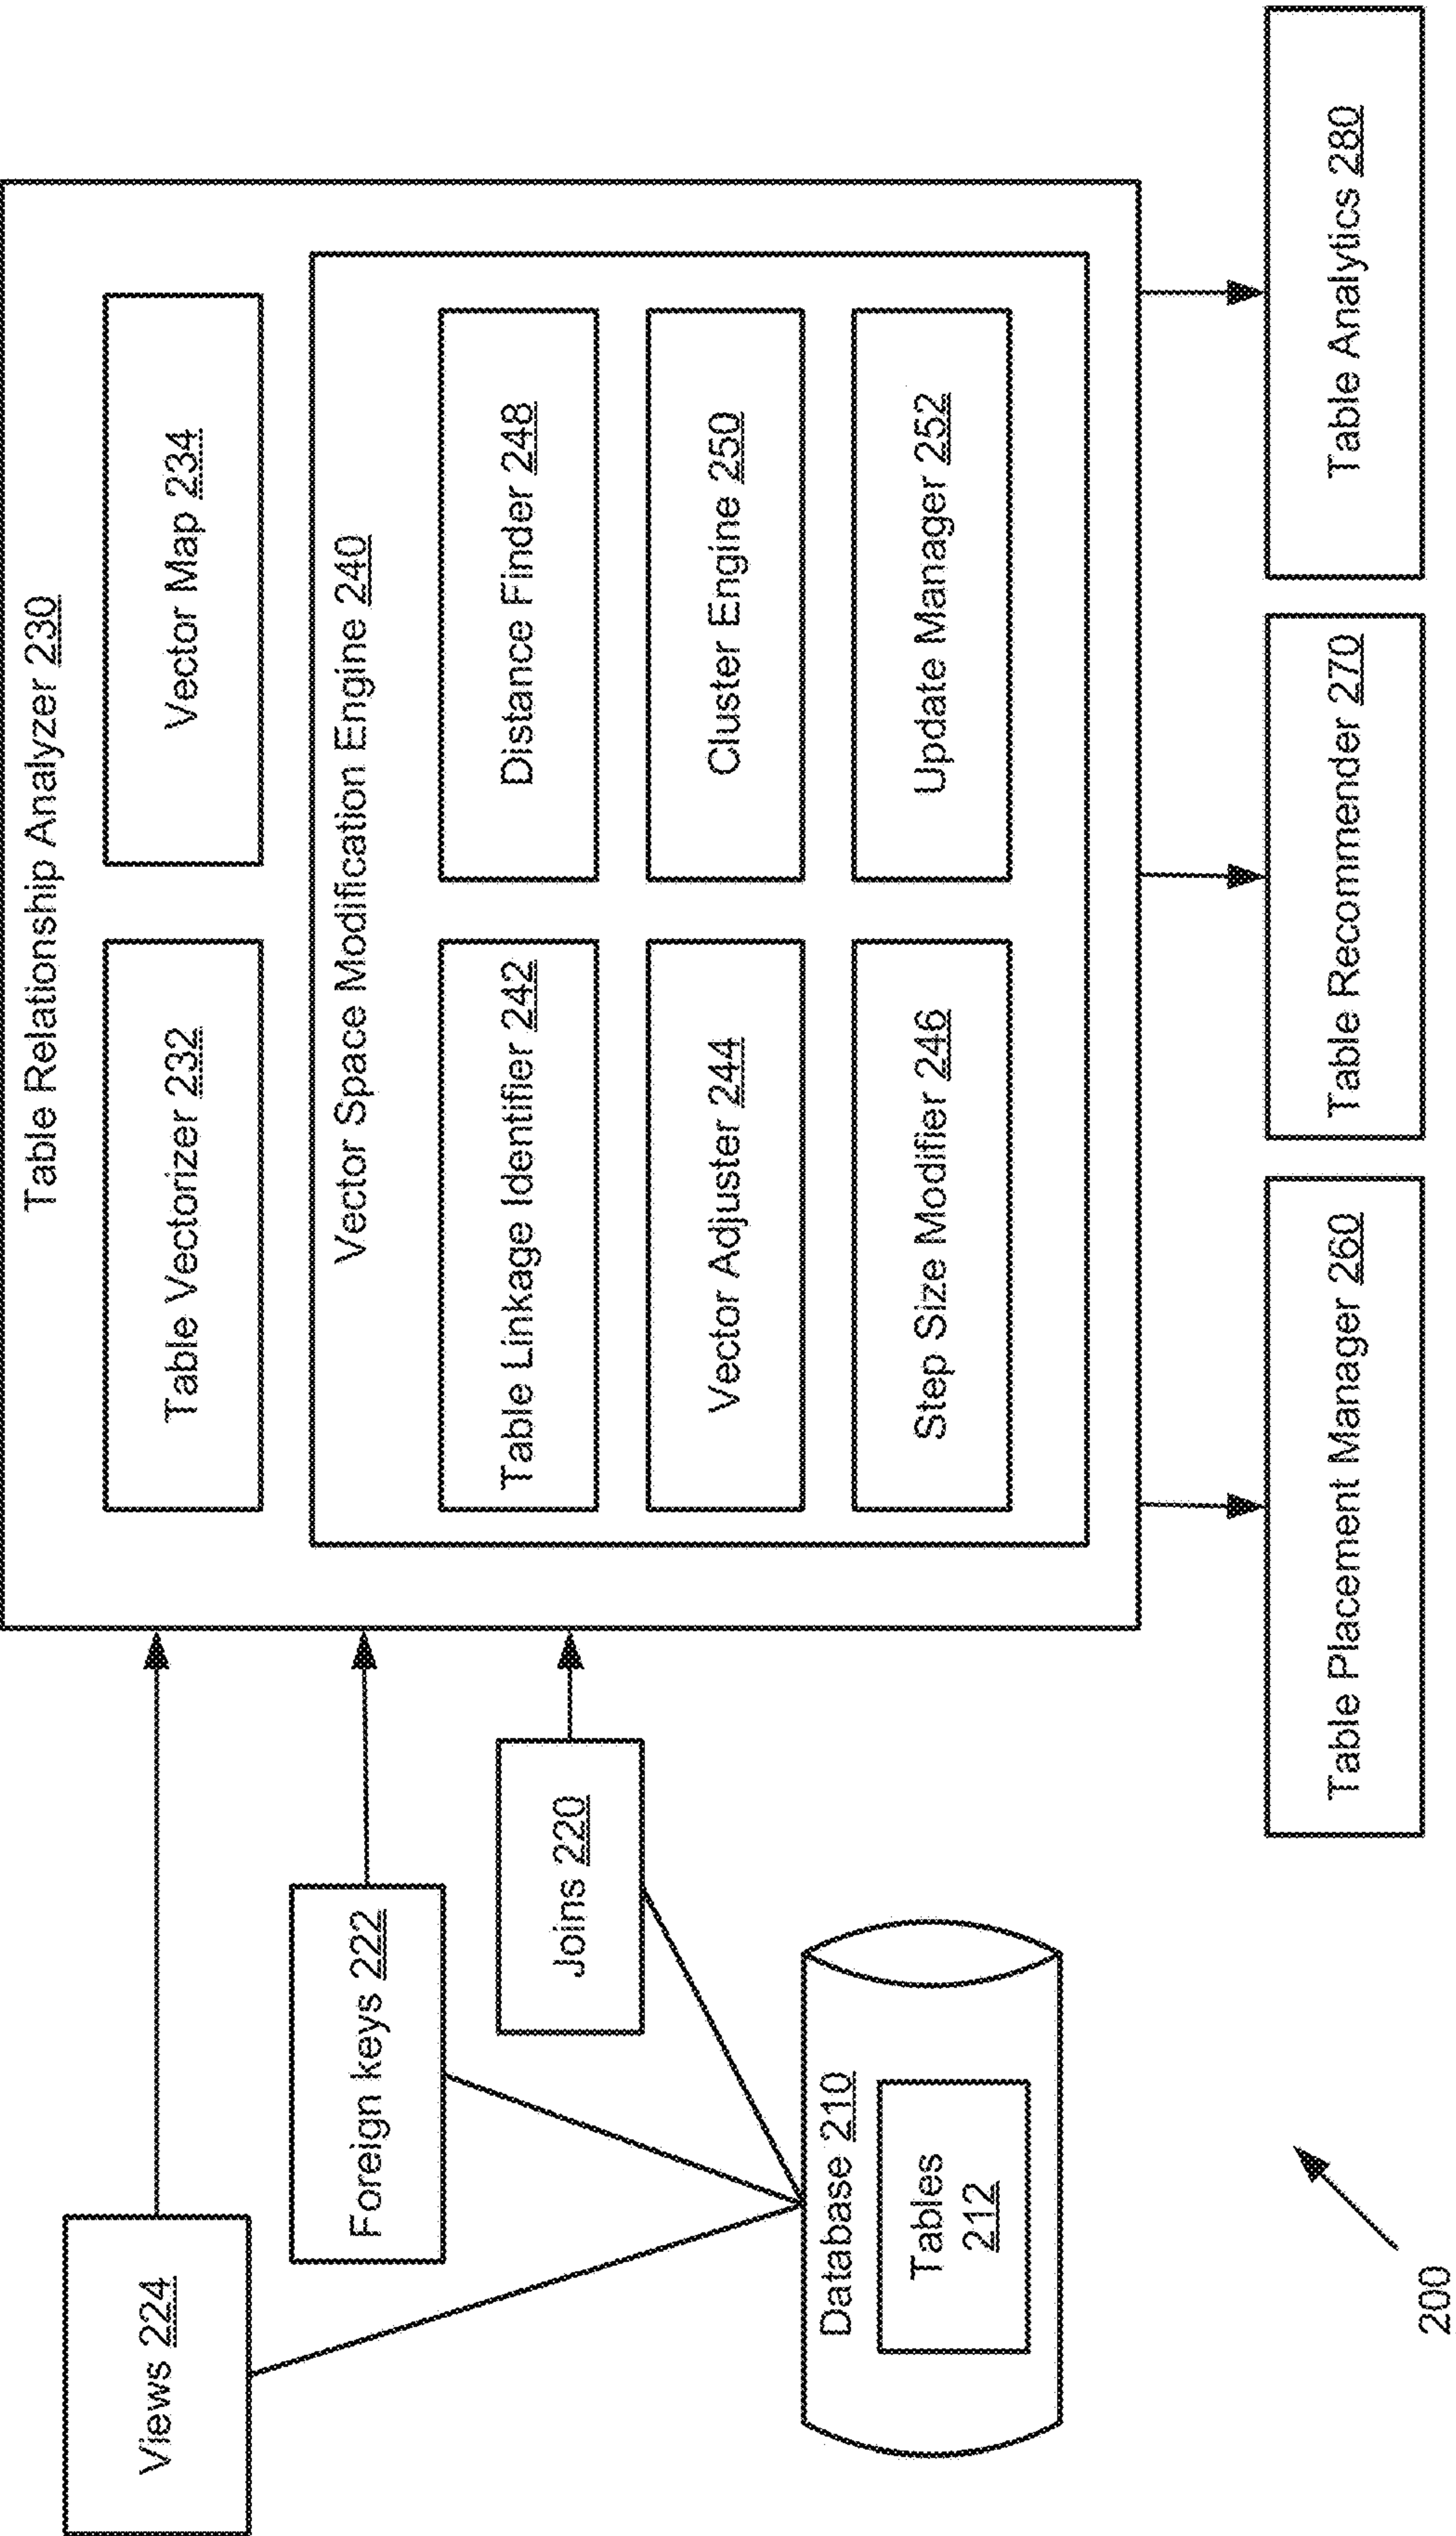 Views 224
Foreign keys 222
Joins 220
Database 210
Tables
212
Table Relationship Analyzer 230
Table Vectorizer 232
Vector Map 234
Vector Space Modification Engine 240
Table Linkage Identifier 242
Distance Finder 248
Vector Adjuster 244
Cluster Engine 250
Step Size Modifier 246
Update Manager 252
Table Placement Manager 260
Table Recommender 270
Table Analytics 280
200